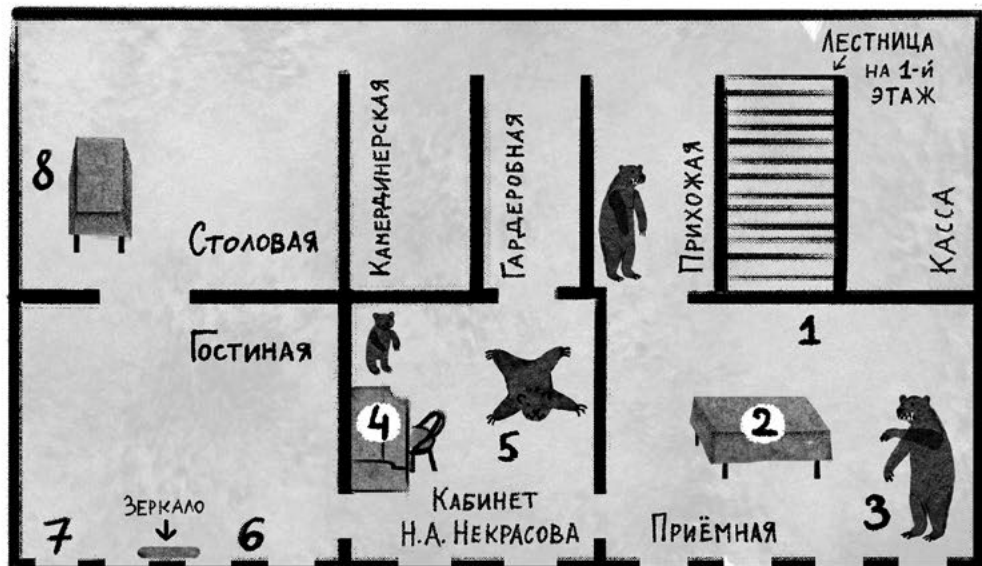 Лестница
на 1-й
этаж
Камердинерская
Гардеробная
Прихожая
Касса
8
Столовая
Гостиная
1
2
4
5
3
Зеркало
7
6
Кабинет
Н.А. Некрасова
Приёмная